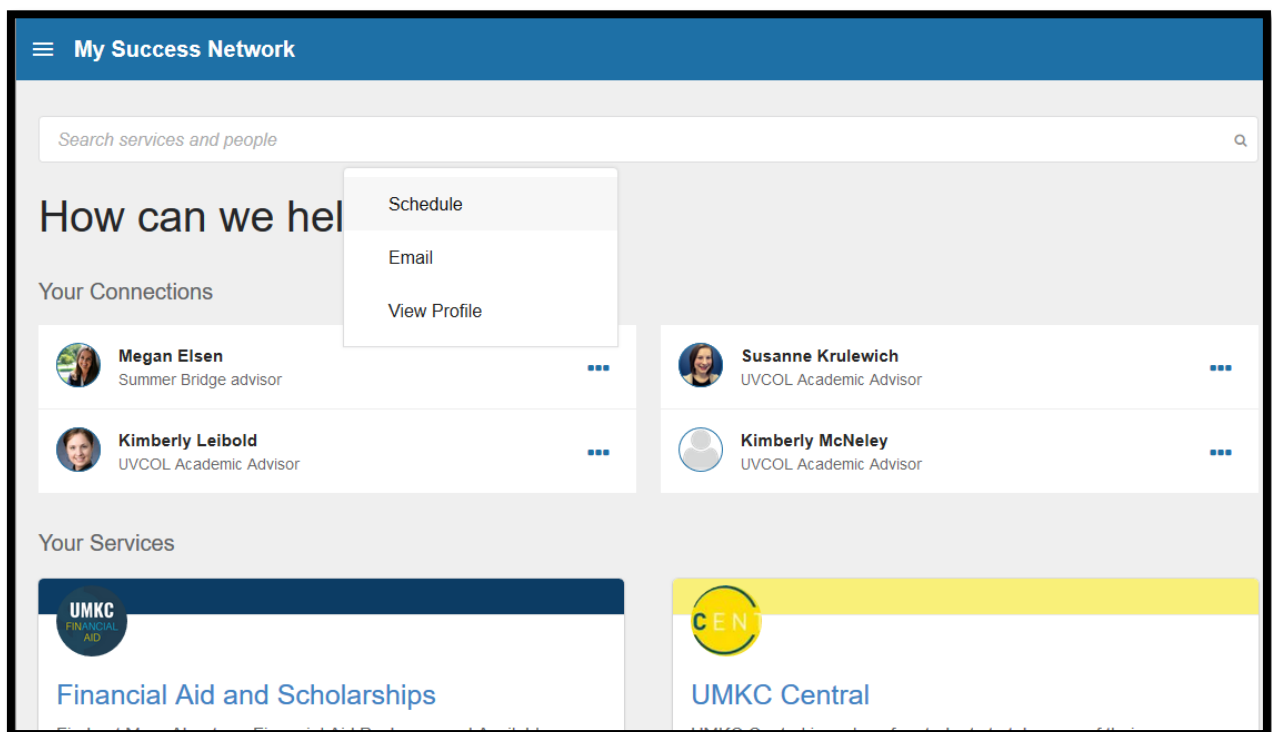 My Success Network
Search services and people
How can we hel
Schedule
Email
View Profile
Your Connections
Megan Elsen
Summer Bridge advisor
Susanne Krulewich
UVCOL Academic Advisor
Kimberly Leibold
UVCOL Academic Advisor
Kimberly McNeley
UVCOL Academic Advisor
Your Services
UMKC
FINANCIAL
AID
Financial Aid and Scholarships
CENT
UMKC Central